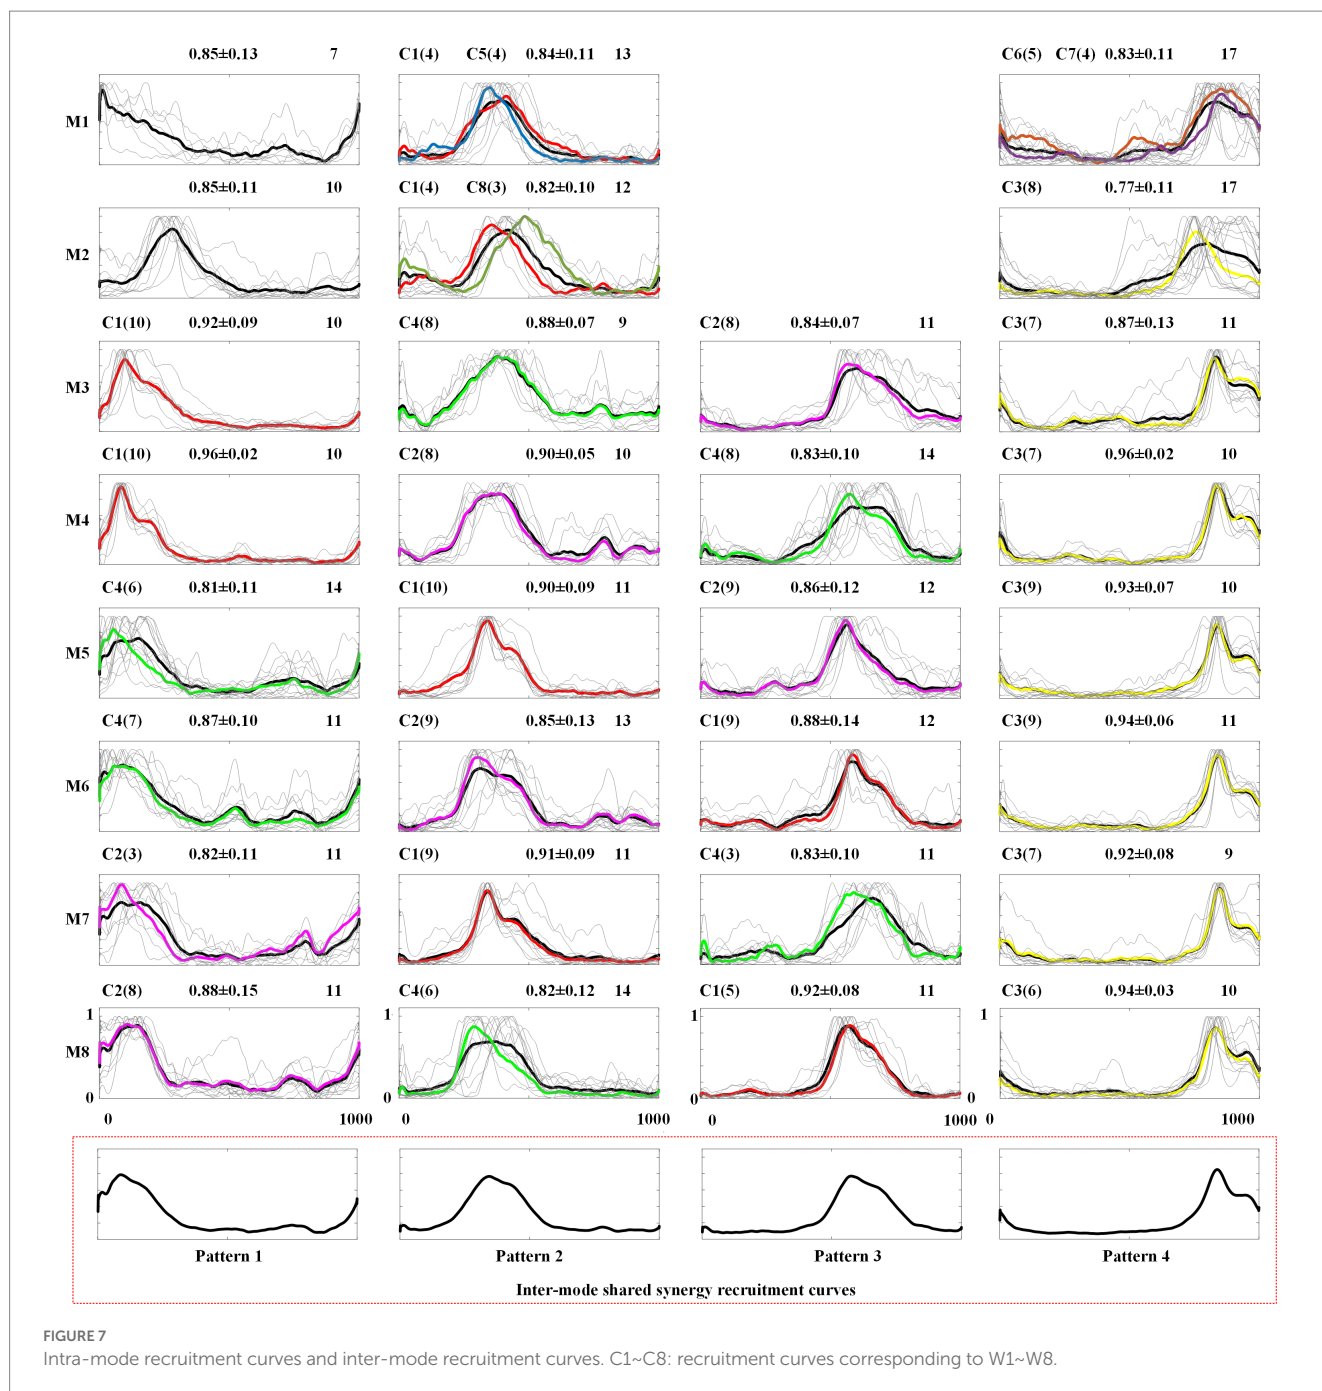 0.85±0.13 7 C1(4) C5(4) 0.84±0.11 13 C6(5) C7(4) 0.83±0.11 17
M1
0.85±0.11 10 C1(4) C8(3) 0.82±0.10 12 C3(8) 0.77±0.11 17
M2
C1(10) 0.92±0.09 10 C4(8) 0.88±0.07 9 C2(8) 0.84±0.07 11 C3(7) 0.87±0.13 11
M3
C1(10) 0.96±0.02 10 C2(8) 0.90±0.05 10 C4(8) 0.83±0.10 14 C3(7) 0.96±0.02 10
M4
C4(6) 0.81±0.11 14 C1(10) 0.90±0.09 11 C2(9) 0.86±0.12 12 C3(9) 0.93±0.07 10
M5
C4(7) 0.87±0.10 11 C2(9) 0.85±0.13 13 C1(9) 0.88±0.14 12 C3(9) 0.94±0.06 11
M6
C2(3) 0.82±0.11 11 C1(9) 0.91±0.09 11 C4(3) 0.83±0.10 11 C3(7) 0.92±0.08 9
M7
C2(8) 0.88±0.15 11 C4(6) 0.82±0.12 14 C1(5) 0.92±0.08 11 C3(6) 0.94±0.03 10
1 1 1 1
M8
0 0 0 0
0 1000 0 1000 0 1000 0 1000
Pattern 1 Pattern 2 Pattern 3 Pattern 4
Inter-mode shared synergy recruitment curves
FIGURE 7
Intra-mode recruitment curves and inter-mode recruitment curves. C1~C8: recruitment curves corresponding to W1~W8.